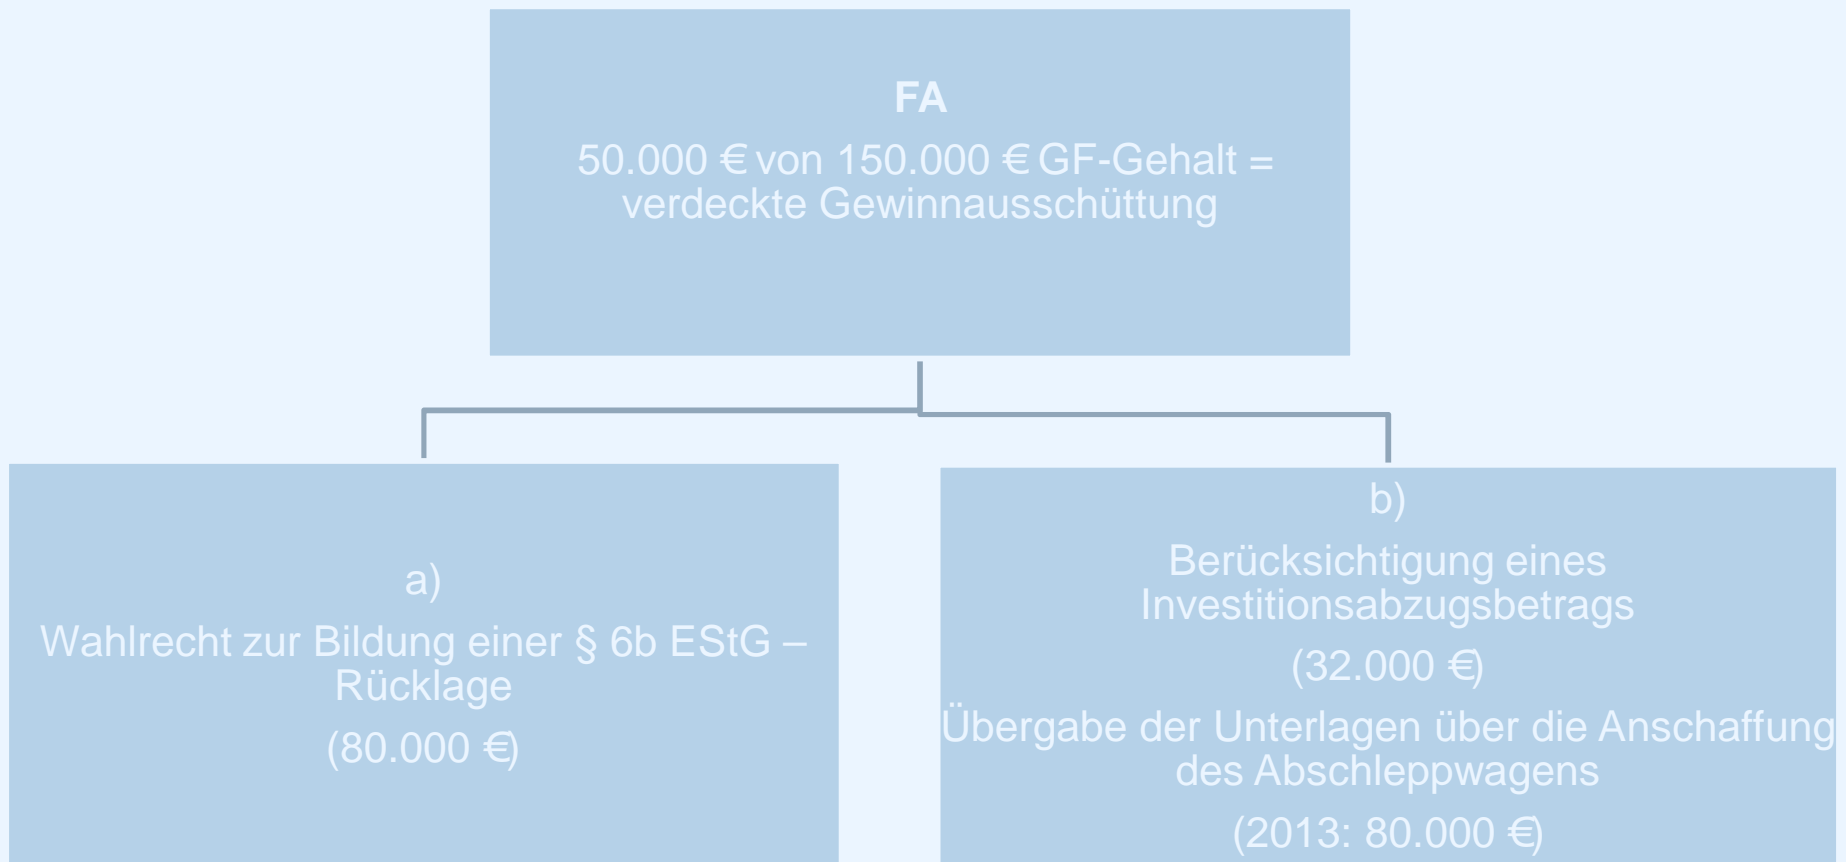 FA
50.000 € von 150.000 € GF-Gehalt =
verdeckte Gewinnausschüttung
a)
Wahlrecht zur Bildung einer § 6b EStG –
Rücklage
(80.000 €)
b)
Berücksichtigung eines
Investitionsabzugsbetrags
(32.000 €)
Übergabe der Unterlagen über die Anschaffung
des Abschleppwagens
(2013: 80.000 €)